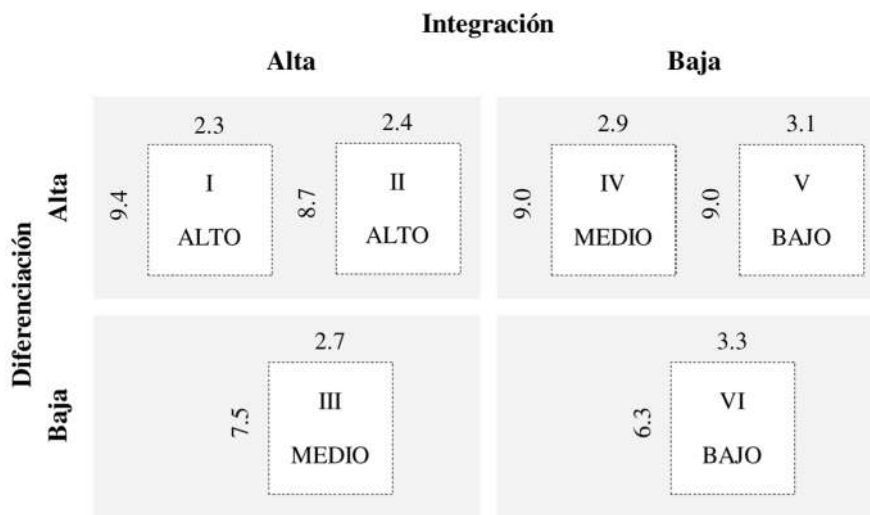 Integración
Alta
Baja
Diferenciación
Alta
2.3
9.4
I
ALTO
2.4
8.7
II
ALTO
2.9
9.0
IV
MEDIO
3.1
9.0
V
BAJO
Baja
2.7
7.5
III
MEDIO
3.3
6.3
VI
BAJO